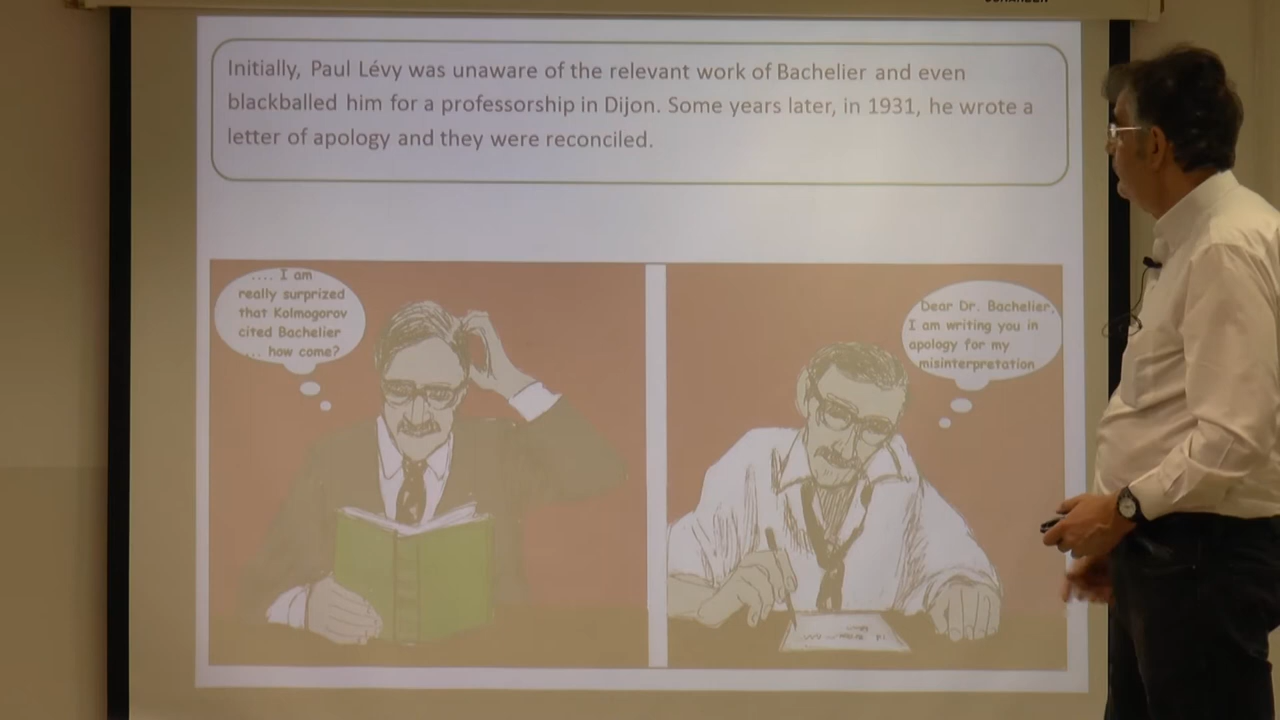 Initially, Paul Lévy was unaware of the relevant work of Bachelier and even
blackballed him for a professorship in Dijon. Some years later, in 1931, he wrote a
letter of apology and they were reconciled.
.... I am
really surprized
that Kolmogorov
cited Bachelier
... how come?
Dear Dr. Bachelier,
I am writing you in
apology for my
misinterpretation